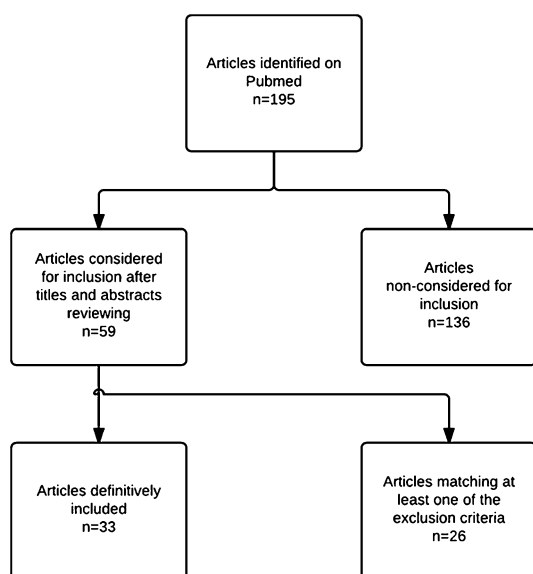 Articles identified on
Pubmed
n=195
Articles considered
for inclusion after
titles and abstracts
reviewing
n=59
Articles
non-considered for
inclusion
n=136
Articles definitively
included
n=33
Articles matching at
least one of the
exclusion criteria
n=26